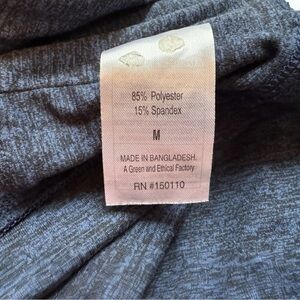 85% Polyester
15% Spandex
M
MADE IN BANGLADESH.
A Green and Ethical Factory
RN #150110